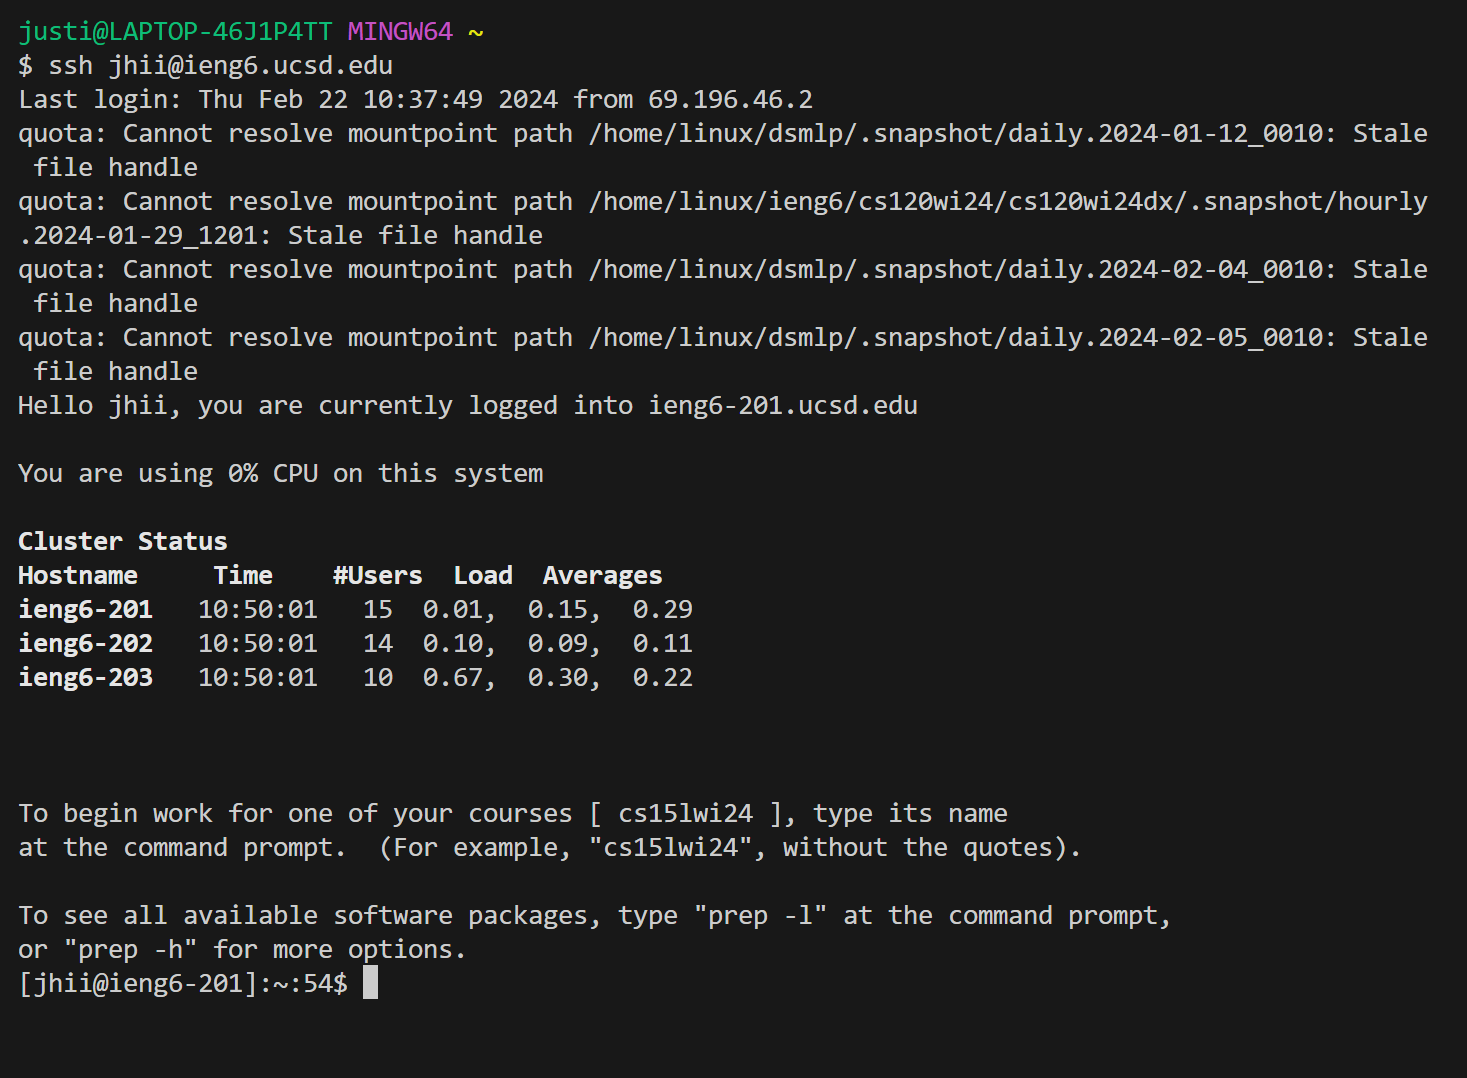 justi@LAPTOP-46J1P4TT MINGW64 ~
$ ssh jhii@ieng6.ucsd.edu
Last login: Thu Feb 22 10:37:49 2024 from 69.196.46.2
quota: Cannot resolve mountpoint path /home/linux/dsmlp/.snapshot/daily.2024-01-12_0010: Stale
 file handle
quota: Cannot resolve mountpoint path /home/linux/ieng6/cs120wi24/cs120wi24dx/.snapshot/hourly
.2024-01-29_1201: Stale file handle
quota: Cannot resolve mountpoint path /home/linux/dsmlp/.snapshot/daily.2024-02-04_0010: Stale
 file handle
quota: Cannot resolve mountpoint path /home/linux/dsmlp/.snapshot/daily.2024-02-05_0010: Stale
 file handle
Hello jhii, you are currently logged into ieng6-201.ucsd.edu

You are using 0% CPU on this system

Cluster Status
Hostname     Time    #Users  Load  Averages
ieng6-201   10:50:01   15  0.01,  0.15,  0.29
ieng6-202   10:50:01   14  0.10,  0.09,  0.11
ieng6-203   10:50:01   10  0.67,  0.30,  0.22

To begin work for one of your courses [ cs15lwi24 ], type its name
at the command prompt.  (For example, "cs15lwi24", without the quotes).

To see all available software packages, type "prep -l" at the command prompt,
or "prep -h" for more options.
[jhii@ieng6-201]:~:54$